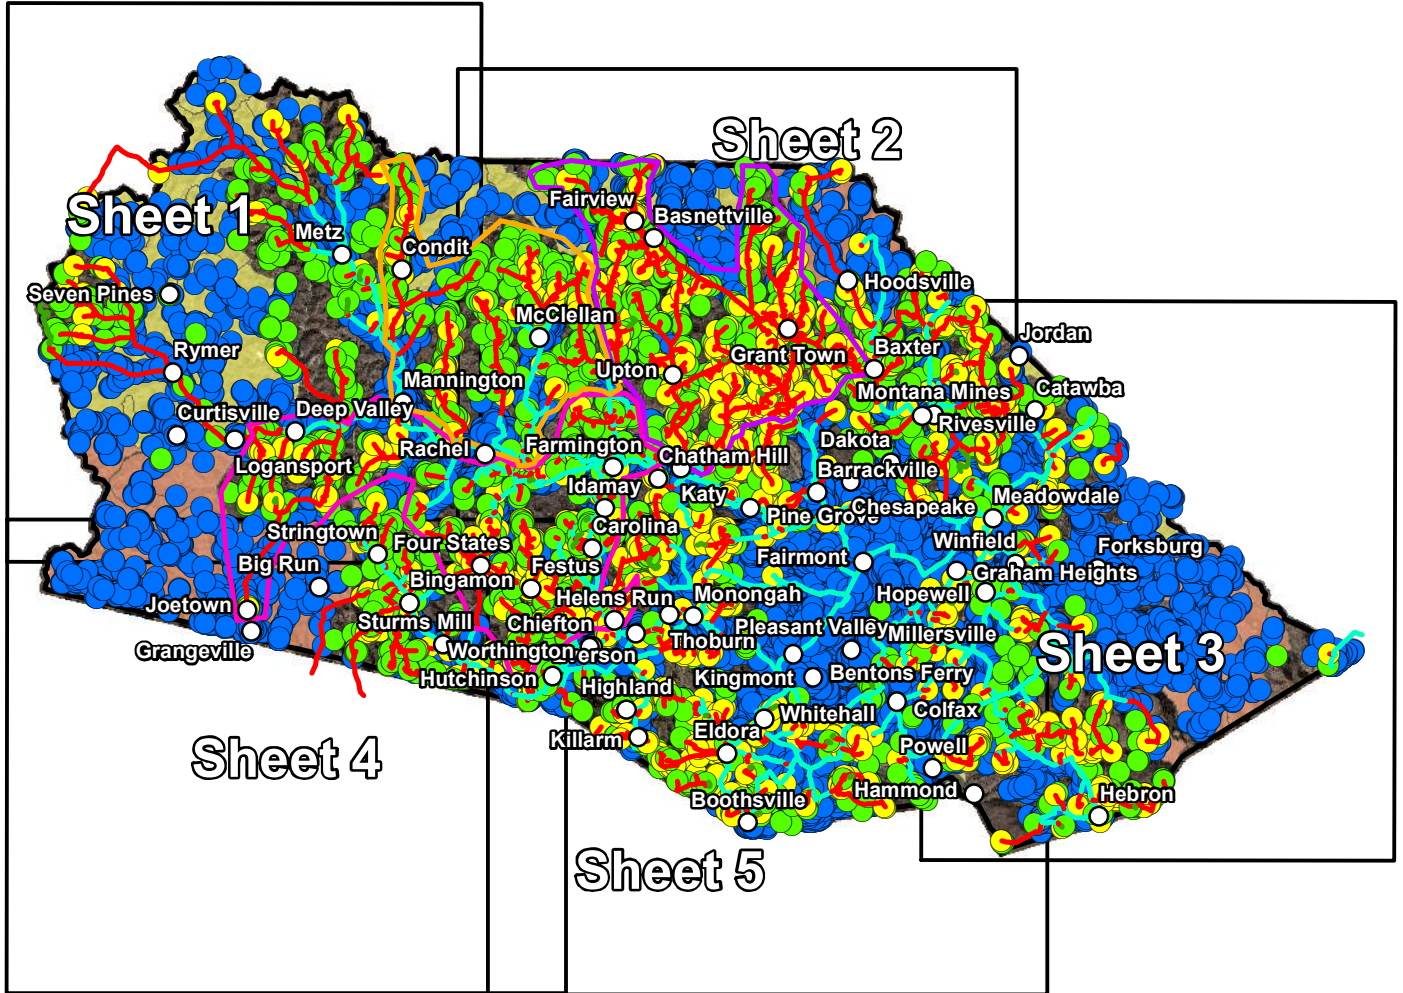 Sheet 2
Fairview
Basnettville
Sheet 1
Metz
Condit
Hoodsville
Seven Pines
McClellan
Jordan
Rymer
Grant Town
Baxter
Upton
Mannington
Montana Mines
Catawba
Curtisville
Deep Valley
Rivesville
Rachel
Farmington
Chatham Hill
Dakota
Logansport
Barrackville
Idamay
Katy
Meadowdale
Pine Grove
Chesapeake
Stringtown
Carolina
Four States
Winfield
Forksburg
Big Run
Bingamon
Festus
Fairmont
Graham Heights
Joetown
Helens Run
Monongah
Hopewell
Sturms Mill
Chiefton
Thoburn
Pleasant Valley
Millersville
Grangeville
Worthington
erson
Sheet 3
Hutchinson
Highland
Kingmont
Bentons Ferry
Whitehall
Colfax
Killarm
Eldora
Powell
Sheet 4
Boothsville
Hammond
Hebron
Sheet 5